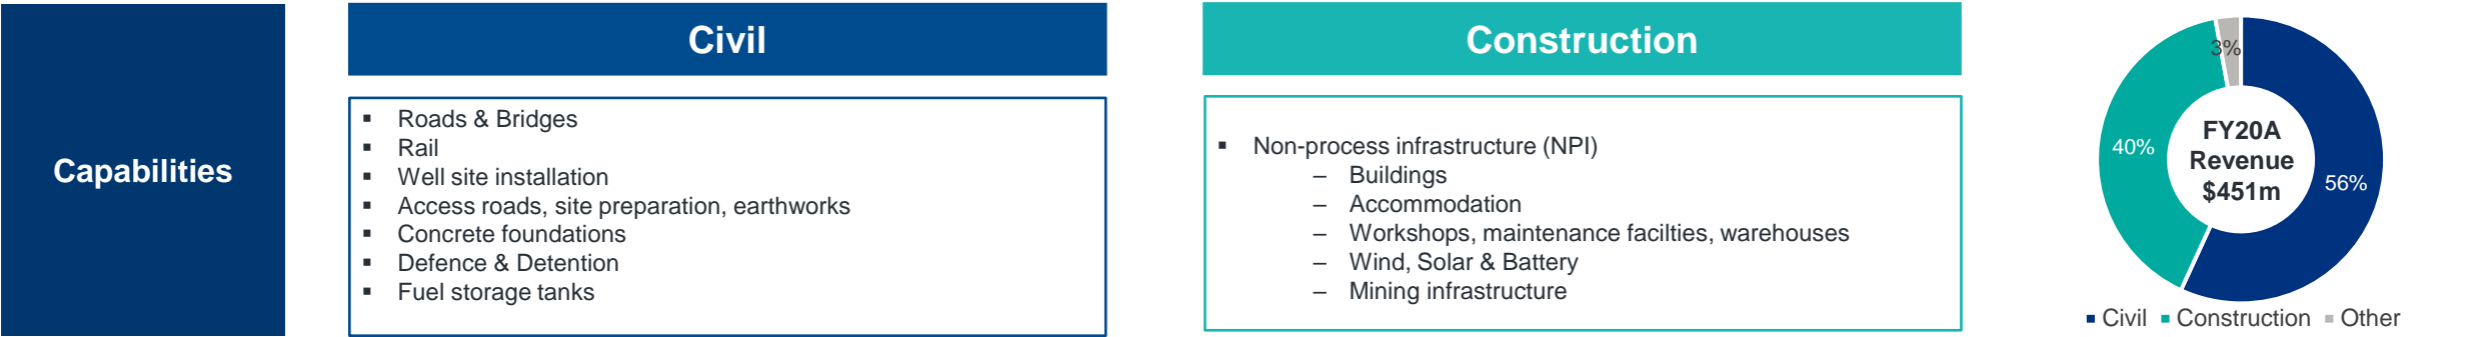 Capabilities
Civil
▪ Roads & Bridges
▪ Rail
▪ Well site installation
▪ Access roads, site preparation, earthworks
▪ Concrete foundations
▪ Defence & Detention
▪ Fuel storage tanks
Construction
▪ Non-process infrastructure (NPI)
– Buildings
– Accommodation
– Workshops, maintenance facilties, warehouses
– Wind, Solar & Battery
– Mining infrastructure
3%
40%
FY20A
Revenue
$451m
56%
Civil Construction Other